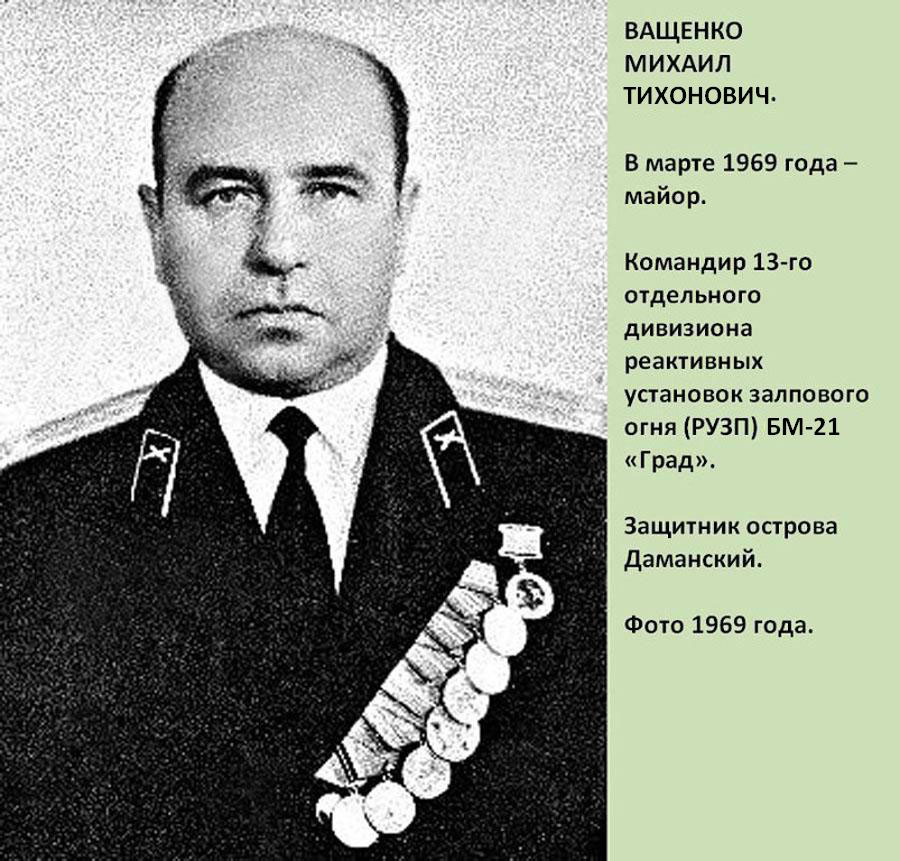 ВАЩЕНКО
МИХАИЛ
ТИХОНОВИЧ.
В марте 1969 года –
майор.
Командир 13-го
отдельного
дивизиона
реактивных
установок залпового
огня (РУЗП) БМ-21
«Град».
Защитник острова
Даманский.
Фото 1969 года.